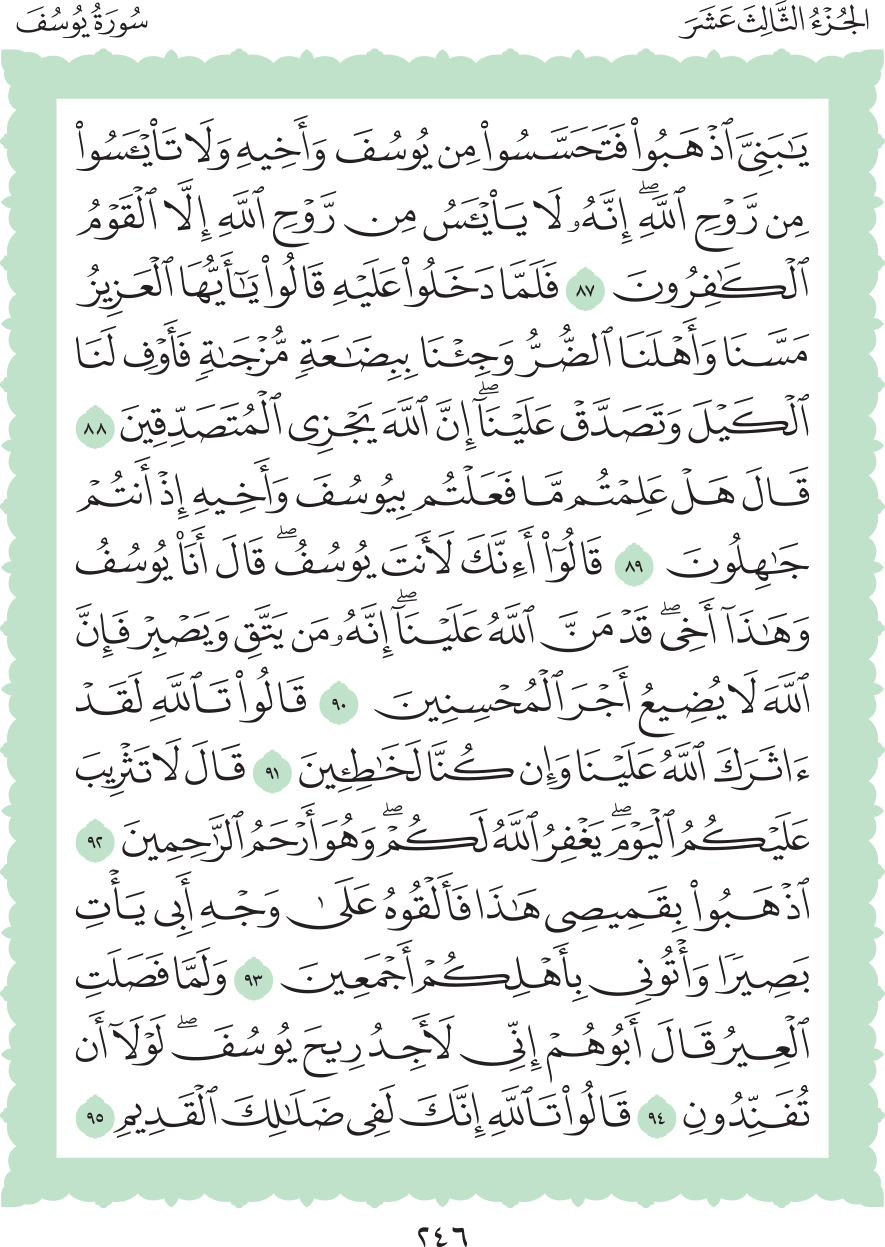 الجُزْءُ الثَّالِثَ عَشَرَ
سُورَةُ يُوسُفَ
يَٰبَنِىَّ ٱذْهَبُوا۟ فَتَحَسَّسُوا۟ مِن يُوسُفَ وَأَخِيهِ وَلَا تَا۟يْـَٔسُوا۟
مِن رَّوْحِ ٱللَّهِۖ إِنَّهُۥ لَا يَا۟يْـَٔسُ مِن رَّوْحِ ٱللَّهِ إِلَّا ٱلْقَوْمُ
ٱلْكَٰفِرُونَ ٨٧ فَلَمَّا دَخَلُوا۟ عَلَيْهِ قَالُوا۟ يَٰٓأَيُّهَا ٱلْعَزِيزُ
مَسَّنَا وَأَهْلَنَا ٱلضُّرُّ وَجِئْنَا بِبِضَٰعَةٍ مُّزْجَىٰةٍ فَأَوْفِ لَنَا
ٱلْكَيْلَ وَتَصَدَّقْ عَلَيْنَآۖ إِنَّ ٱللَّهَ يَجْزِى ٱلْمُتَصَدِّقِينَ ٨٨
قَالَ هَلْ عَلِمْتُم مَّا فَعَلْتُم بِيُوسُفَ وَأَخِيهِ إِذْ أَنتُمْ
جَٰهِلُونَ ٨٩ قَالُوٓا۟ أَءِنَّكَ لَأَنتَ يُوسُفُۖ قَالَ أَنَا۠ يُوسُفُ
وَهَٰذَآ أَخِىۖ قَدْ مَنَّ ٱللَّهُ عَلَيْنَآۖ إِنَّهُۥ مَن يَتَّقِ وَيَصْبِرْ فَإِنَّ
ٱللَّهَ لَا يُضِيعُ أَجْرَ ٱلْمُحْسِنِينَ ٩٠ قَالُوا۟ تَٱللَّهِ لَقَدْ
ءَاثَرَكَ ٱللَّهُ عَلَيْنَا وَإِن كُنَّا لَخَٰطِـِٔينَ ٩١ قَالَ لَا تَثْرِيبَ
عَلَيْكُمُ ٱلْيَوْمَۖ يَغْفِرُ ٱللَّهُ لَكُمْۖ وَهُوَ أَرْحَمُ ٱلرَّٰحِمِينَ ٩٢
ٱذْهَبُوا۟ بِقَمِيصِى هَٰذَا فَأَلْقُوهُ عَلَىٰ وَجْهِ أَبِى يَأْتِ
بَصِيرًا وَأْتُونِى بِأَهْلِكُمْ أَجْمَعِينَ ٩٣ وَلَمَّا فَصَلَتِ
ٱلْعِيرُ قَالَ أَبُوهُمْ إِنِّى لَأَجِدُ رِيحَ يُوسُفَۖ لَوْلَآ أَن
تُفَنِّدُونِ ٩٤ قَالُوا۟ تَٱللَّهِ إِنَّكَ لَفِى ضَلَٰلِكَ ٱلْقَدِيمِ ٩٥
٢٤٦